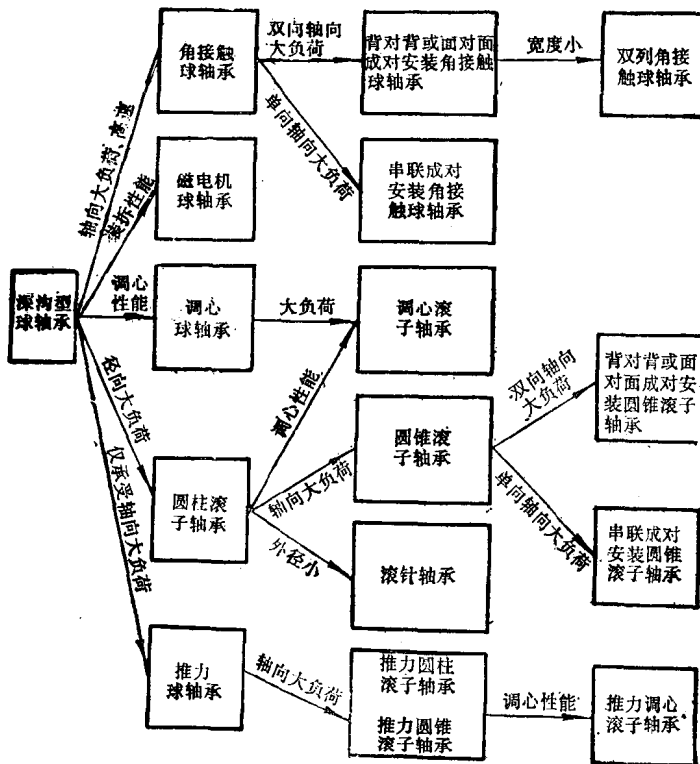 角接触
球轴承
双向轴向
大负荷
背对背或面对面
成对安装角接触
球轴承
宽度小
双列角接
触球轴承
轴向大负荷、高速
单向轴向大负荷
装拆性能
磁电机
球轴承
串联成对
安装角接
触球轴承
深沟型
球轴承
调心
性能
调心
球轴承
大负荷
调心滚
子轴承
径向大负荷
调心性能
双向轴向
大负荷
背对背或面
对面成对安
装圆锥滚子
轴承
仅承受轴向大负荷
圆柱滚
子轴承
轴向大负荷
圆锥滚
子轴承
单向轴向大负荷
外径小
滚针轴承
串联成对
安装圆锥
滚子轴承
推力
球轴承
轴向大负荷
推力圆柱
滚子轴承
推力圆锥
滚子轴承
调心性能
推力调心
滚子轴承